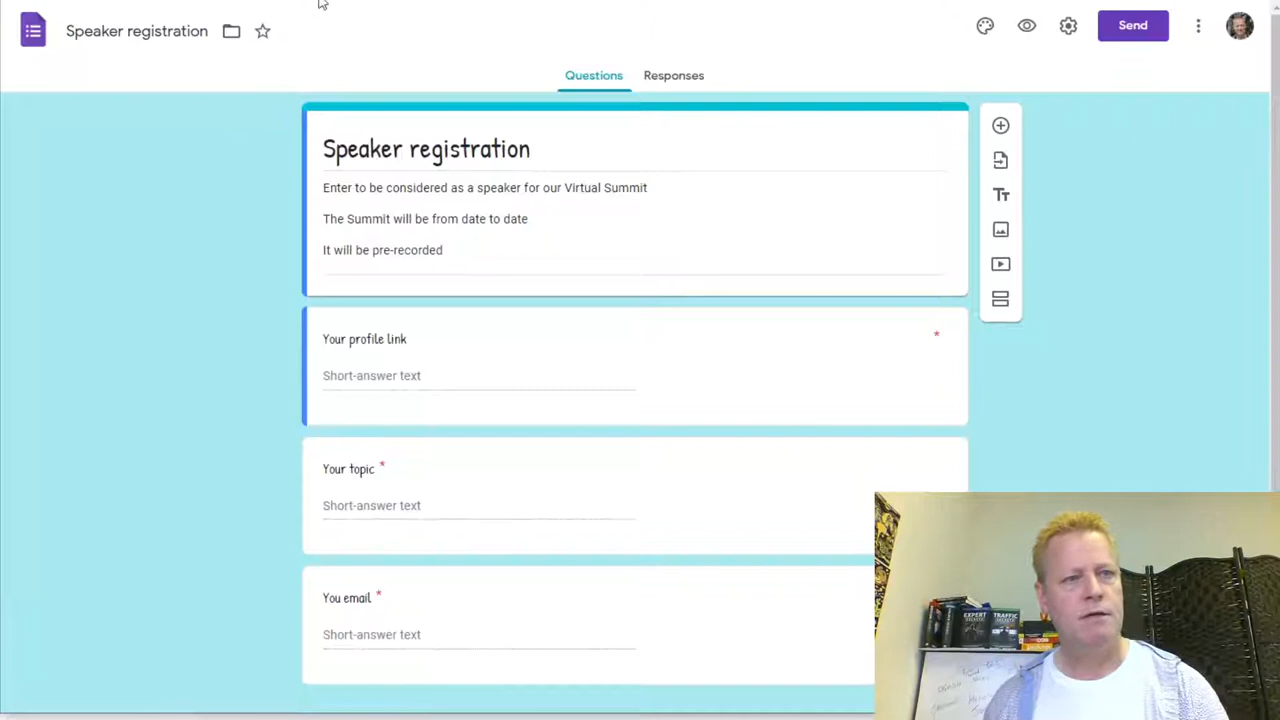 Speaker registration
Send
Questions
Responses
Speaker registration
Enter to be considered as a speaker for our Virtual Summit
The Summit will be from date to date
It will be pre-recorded
Your profile link
*
Short-answer text
Your topic *
Short-answer text
You email *
Short-answer text
EXPERT
TRAFFIC